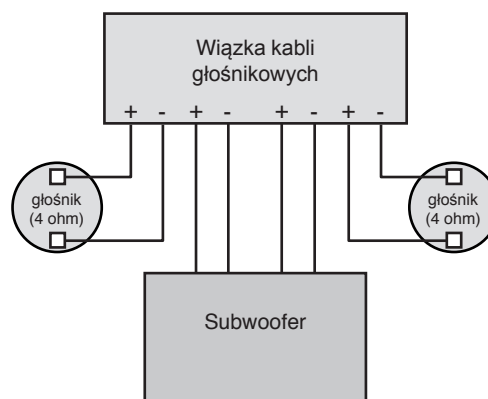 Wiązka kabli
głośnikowych
+ - + - + - + -
głośnik
(4 ohm)
głośnik
(4 ohm)
Subwoofer